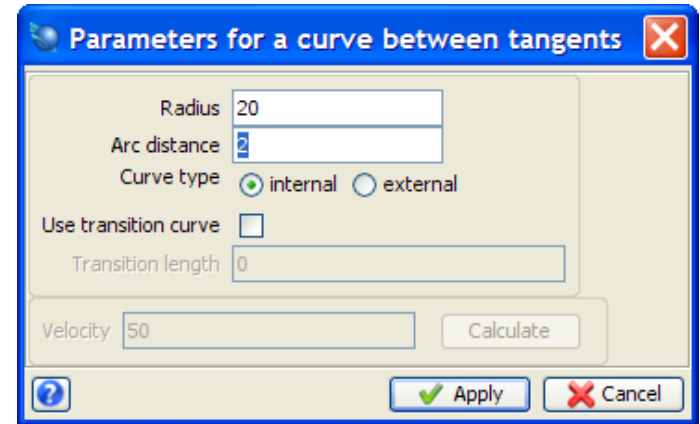 Parameters for a curve between tangents
Radius 20
Arc distance 2
Curve type internal external
Use transition curve
Transition length 0
Velocity 50 Calculate
? Apply Cancel